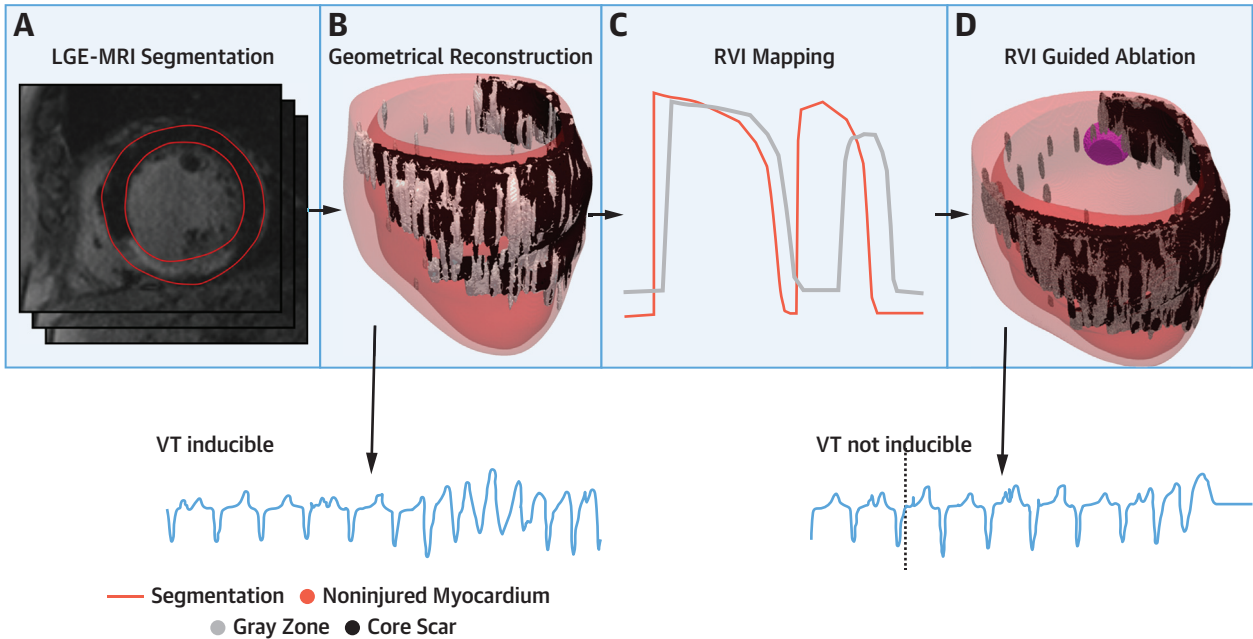 A
LGE-MRI Segmentation
B
Geometrical Reconstruction
C
RVI Mapping
D
RVI Guided Ablation
VT inducible
VT not inducible
Segmentation
Noninjured Myocardium
Gray Zone
Core Scar